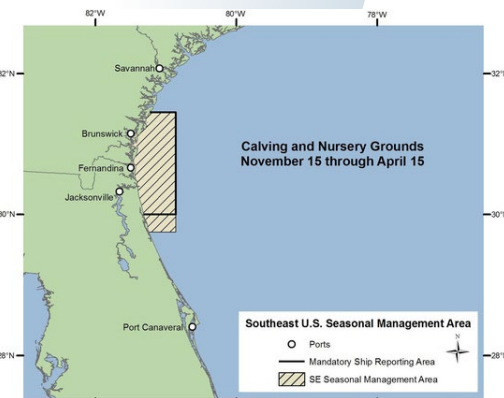 82°W 80°W 78°W
32°N 32°N
Savannah
Brunswick
Calving and Nursery Grounds
November 15 through April 15
Fernandina
Jacksonville
30°N 30°N
Port Canaveral
Southeast U.S. Seasonal Management Area
Ports
N
Mandatory Ship Reporting Area
SE Seasonal Management Area
28°N 28°N